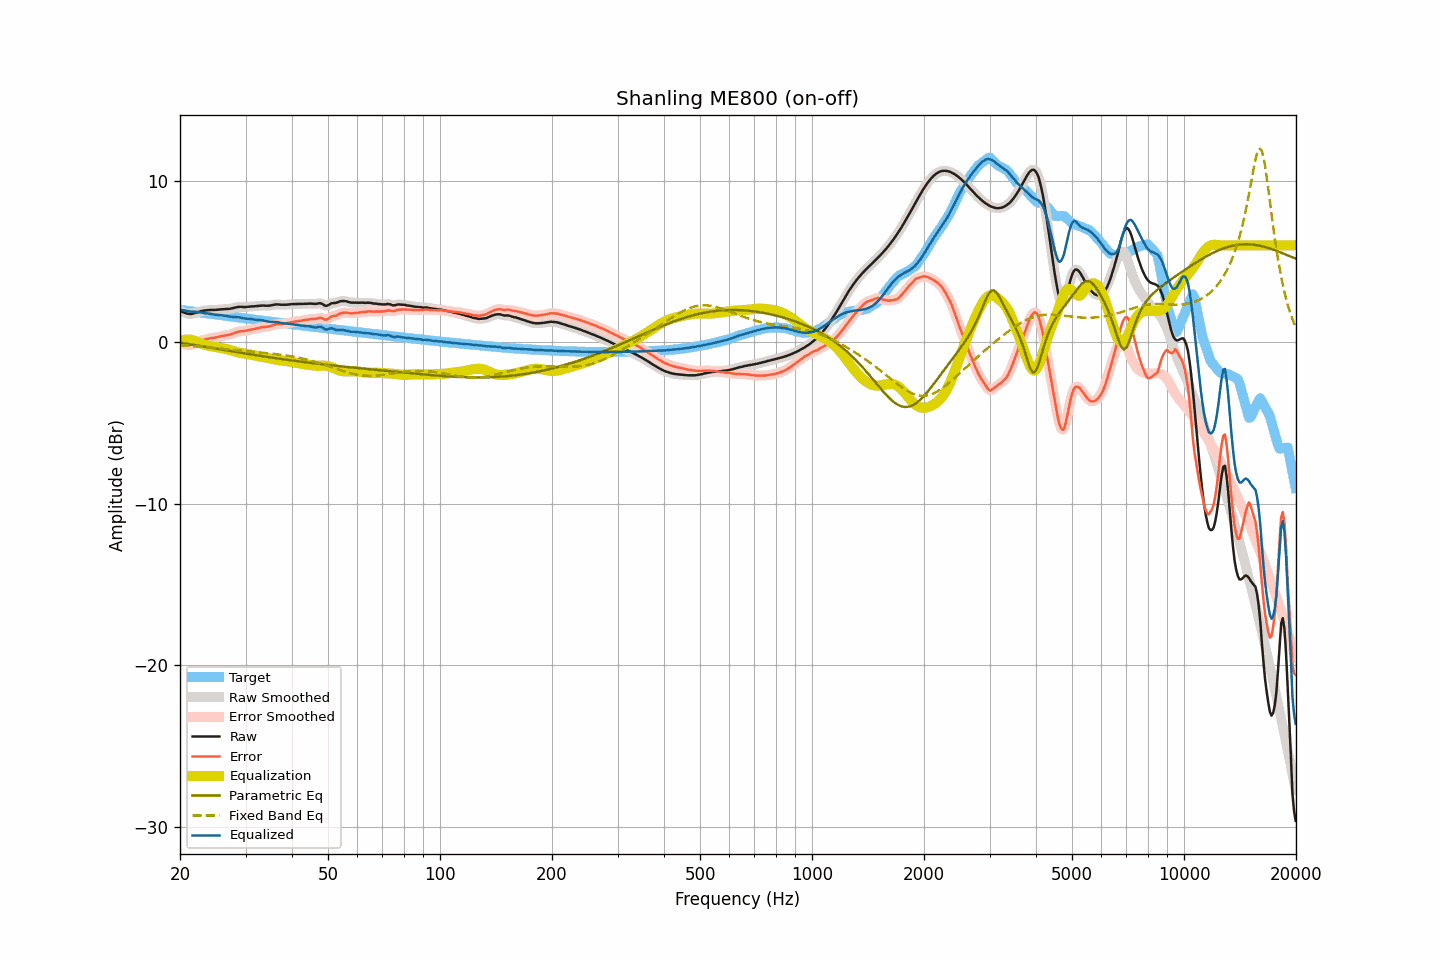 Shanling ME800 (on-off)
10
0
−10
−20
−30
Amplitude (dBr)
Target
Raw Smoothed
Error Smoothed
Raw
Error
Equalization
Parametric Eq
Fixed Band Eq
Equalized
20 50 100 200 500 1000 2000 5000 10000 20000
Frequency (Hz)